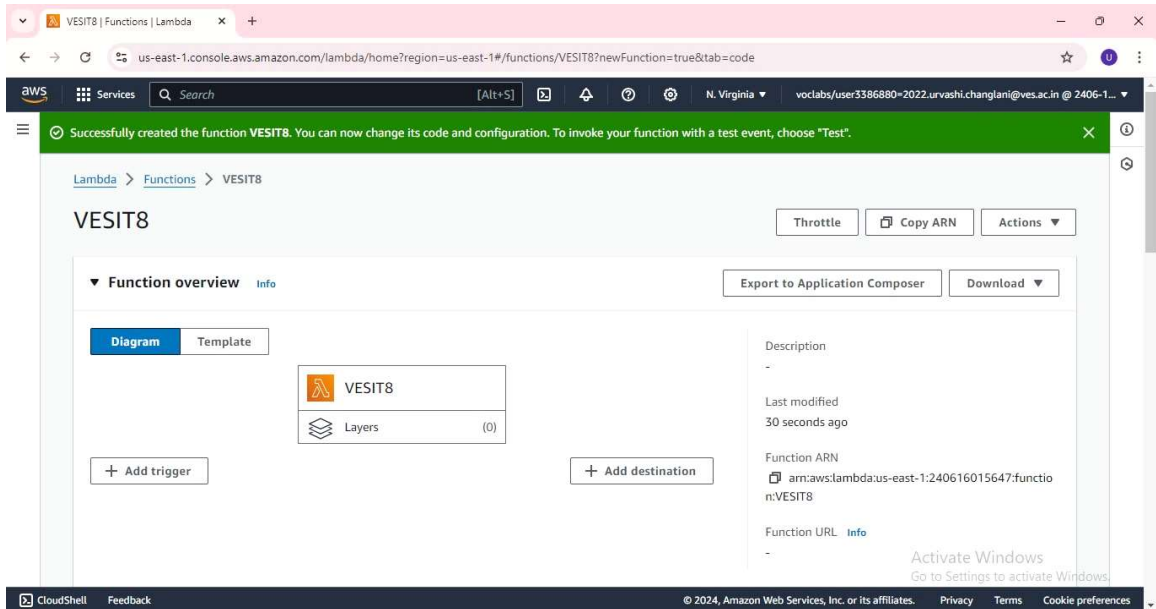 VESIT8 | Functions | Lambda
us-east-1.console.aws.amazon.com/lambda/home?region=us-east-1#/functions/VESIT8?newFunction=true&tab=code
U
aws Services Search [Alt+S] N. Virginia ▼ voclabs/user3386880=2022.urvashi.changlani@ves.ac.in @ 2406-1... ▼
Successfully created the function VESIT8. You can now change its code and configuration. To invoke your function with a test event, choose "Test".
Lambda > Functions > VESIT8
VESIT8
Throttle Copy ARN Actions ▼
▼ Function overview Info
Export to Application Composer Download ▼
Diagram Template
VESIT8
Layers (0)
+ Add trigger
+ Add destination
Description
-
Last modified
30 seconds ago
Function ARN
arn:aws:lambda:us-east-1:240616015647:functio
n:VESIT8
Function URL Info
-
Activate Windows
Go to Settings to activate Windows.
CloudShell Feedback © 2024, Amazon Web Services, Inc. or its affiliates. Privacy Terms Cookie preferences